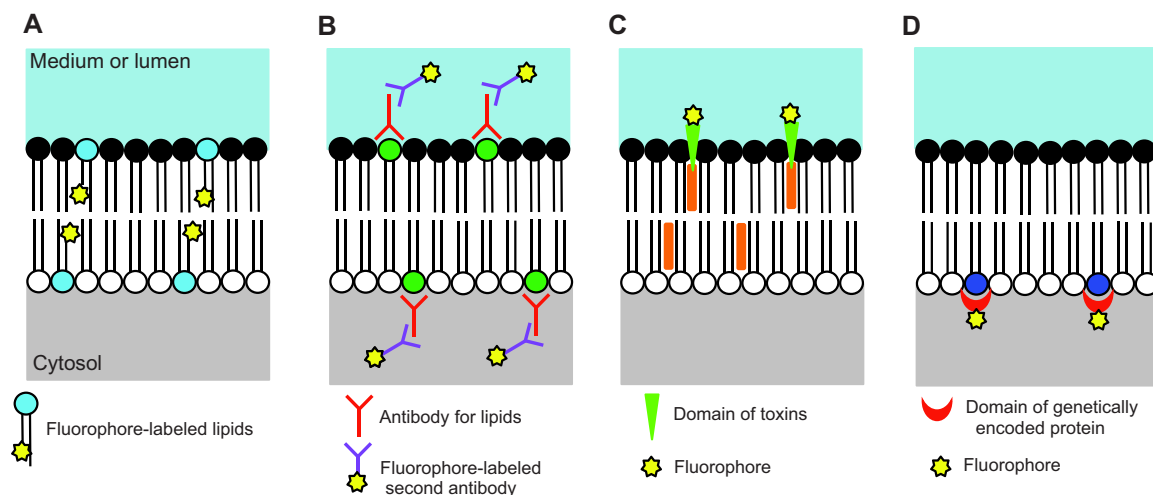 A
B
C
D
Medium or lumen
Cytosol
Fluorophore-labeled lipids
Antibody for lipids
Fluorophore-labeled
second antibody
Domain of toxins
Fluorophore
Domain of genetically
encoded protein
Fluorophore